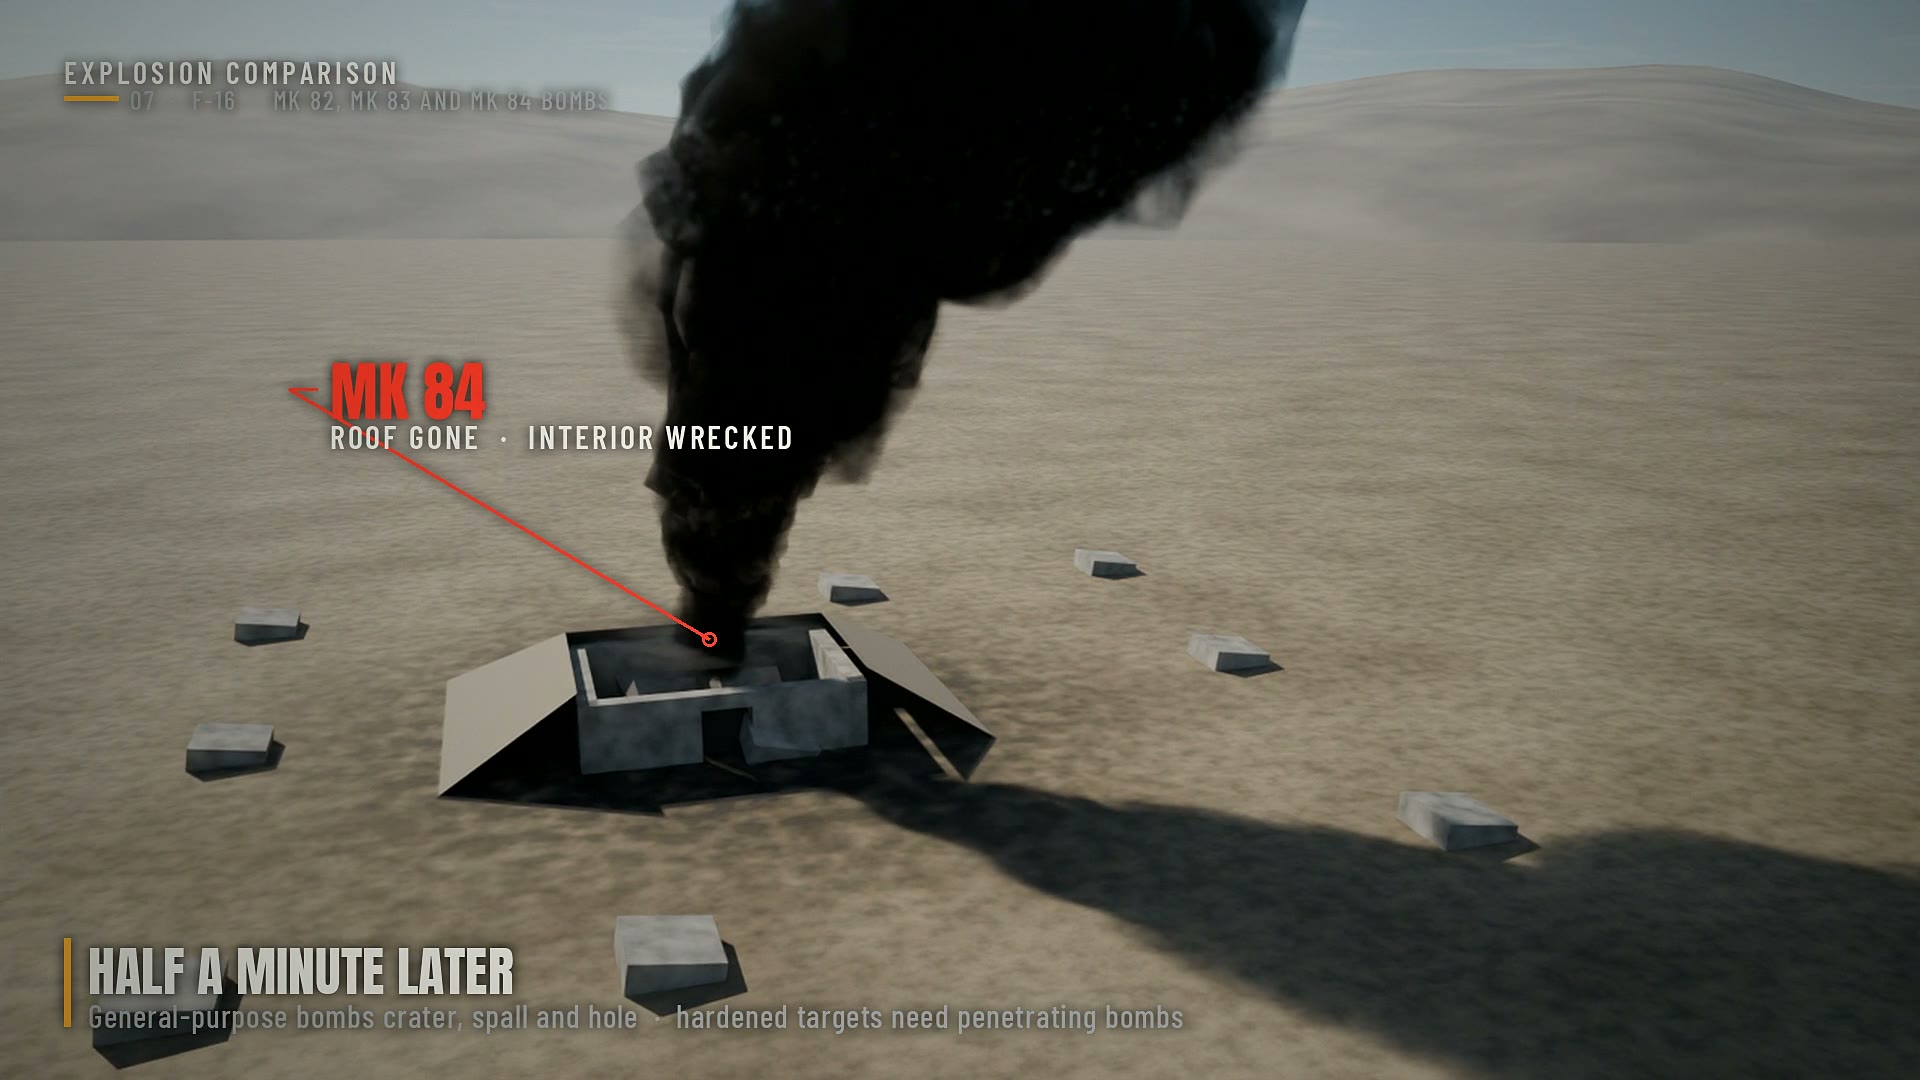 EXPLOSION COMPARISON
07 F-16 MK 82, MK 83 AND MK 84 BOMBS
MK 84
ROOF GONE · INTERIOR WRECKED
HALF A MINUTE LATER
General-purpose bombs crater, spall and hole · hardened targets need penetrating bombs